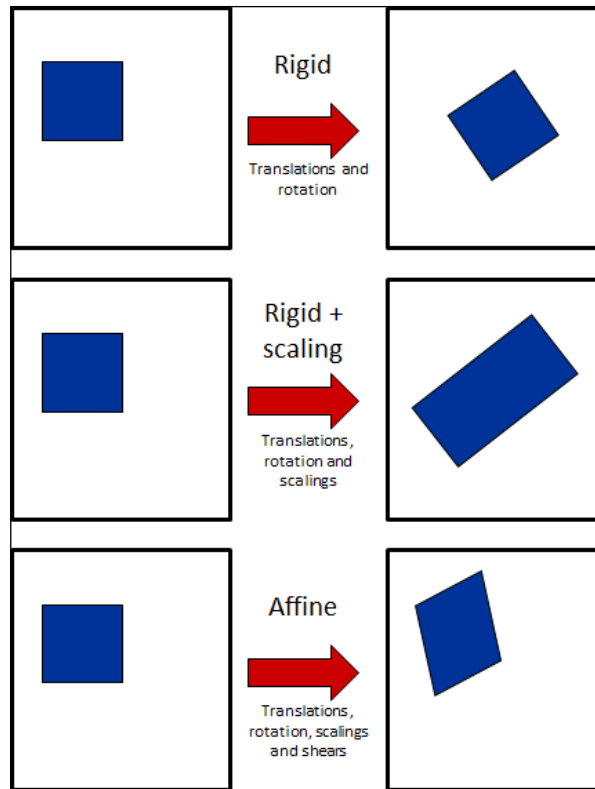 Rigid
Translations and
rotation
Rigid +
scaling
Translations,
rotation and
scalings
Affine
Translations,
rotation, scalings
and shears